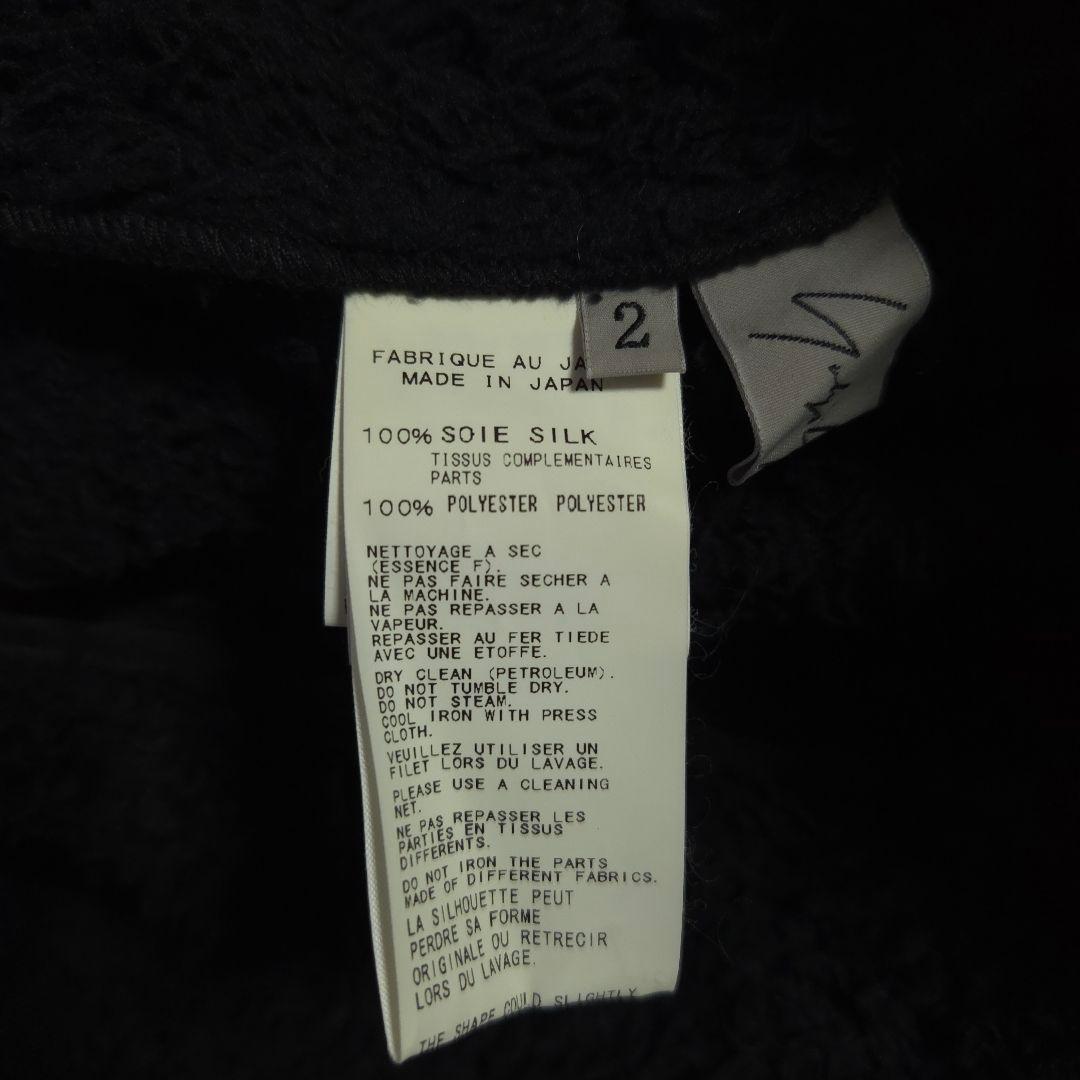 2
FABRIQUE AU JA
MADE IN JAPAN
100% SOIE SILK
TISSUS COMPLEMENTAIRES
PARTS
100% POLYESTER POLYESTER
NETTOYAGE A SEC
(ESSENCE F).
NE PAS FAIRE SECHER A
LA MACHINE.
NE PAS REPASSER A LA
VAPEUR.
REPASSER AU FER TIEDE
AVEC UNE ETOFFE.
DRY CLEAN (PETROLEUM).
DO NOT TUMBLE DRY.
DO NOT STEAM.
COOL IRON WITH PRESS
CLOTH.
VEUILLEZ UTILISER UN
FILET LORS DU LAVAGE.
PLEASE USE A CLEANING
NET.
NE PAS REPASSER LES
PARTIES EN TISSUS
DIFFERENTS.
DO NOT IRON THE PARTS
MADE OF DIFFERENT FABRICS.
LA SILHOUETTE PEUT
PERDRE SA FORME
ORIGINALE OU RETRECIR
LORS DU LAVAGE.
THE SHAPE COULD SLIGHTLY